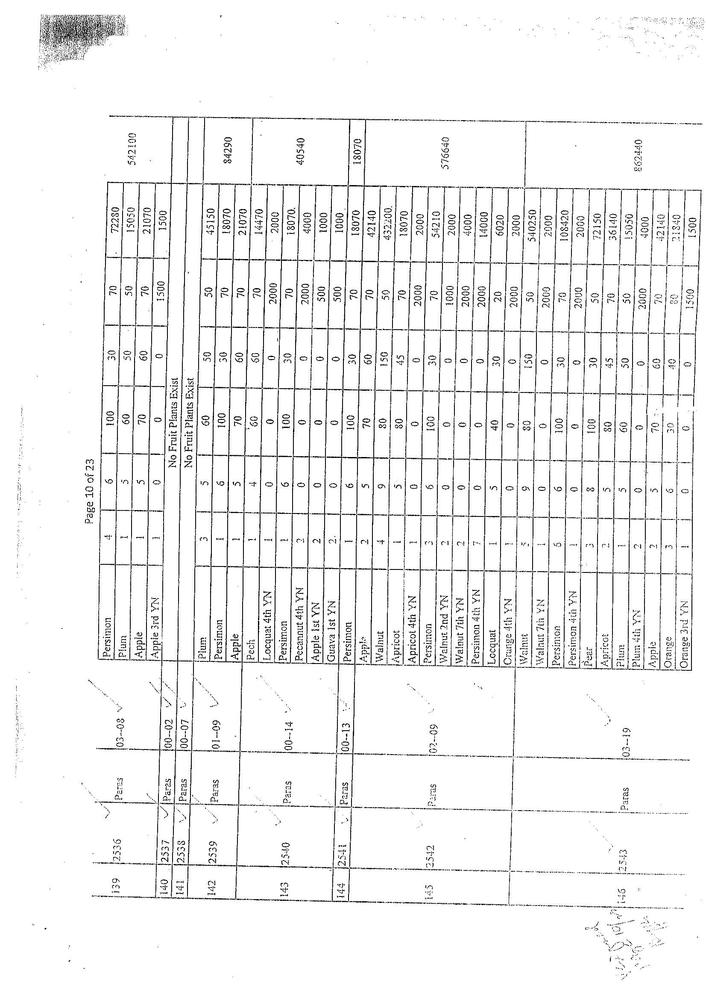 Page 10 of 23
139 2536 Paras 03--08 Persimon 4 6 100 30 70 72280 542100
Plum 1 5 60 50 50 15050
Apple 1 5 70 60 70 21070
Apple 3rd YN 1 0 0 0 1500 1500
140 2537 Paras 00--02 No Fruit Plants Exist
141 2538 Paras 00--07 No Fruit Plants Exist
142 2539 Paras 01--09 Plum 3 5 60 50 50 45150 84290
Persimon 1 6 100 30 70 18070
Apple 1 5 70 60 70 21070
143 2540 Paras 00--14 Pech 1 4 60 60 70 14470 40540
Locquat 4th YN 1 0 0 0 2000 2000
Persimon 1 6 100 30 70 18070
Pecannut 4th YN 2 0 0 0 2000 4000
Apple 1st YN 2 0 0 0 500 1000
Guava 1st YN 2 0 0 0 500 1000
144 2541 Paras 00--13 Persimon 1 6 100 30 70 18070 18070
145 2542 Paras 02--09 Apple 2 5 70 60 70 42140 576640
Walnut 4 9 80 150 50 432200
Apricot 1 5 80 45 70 18070
Apricot 4th YN 1 0 0 0 2000 2000
Persimon 3 6 100 30 70 54210
Walnut 2nd YN 2 0 0 0 1000 2000
Walnut 7th YN 2 0 0 0 2000 4000
Persimon 4th YN 7 0 0 0 2000 14000
Locquat 1 5 40 30 20 6020
Orange 4th YN 1 0 0 0 2000 2000
146 2543 Paras 03--19 Walnut 5 9 80 150 50 540250 862440
Walnut 7th YN 1 0 0 0 2000 2000
Persimon 6 6 100 30 70 108420
Persimon 4th YN 1 0 0 0 2000 2000
Pear 3 8 100 30 50 72150
Apricot 2 5 80 45 70 36140
Plum 1 5 60 50 50 15050
Plum 4th YN 2 0 0 0 2000 4000
Apple 2 5 70 60 70 42140
Orange 3 6 30 40 80 21840
Orange 3rd YN 1 0 0 0 1500 1500